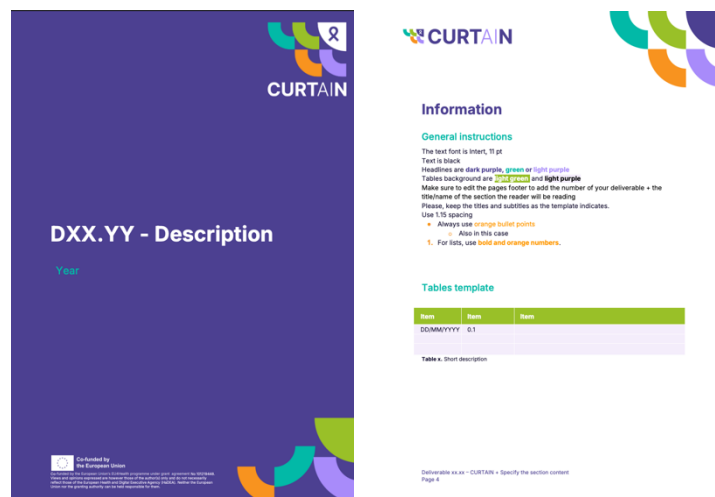 CURTAIN
DXX.YY - Description
Year
Co-funded by
the European Union
CURTAIN
Information
General instructions
The text font is intert, 11 pt
Text is black
Headlines are dark purple, green or light purple
Tables background are light green and light purple
Make sure to edit the pages footer to add the number of your deliverable + the
title/name of the section the reader will be reading
Please, keep the titles and subtitles as the template indicates.
Use 1.15 spacing
Always use orange bullet points
Also in this case
1. For lists, use bold and orange numbers.
Tables template
Item Item Item
DD/MM/YYYY 0.1
Table x. Short description
Deliverable xx.xx - CURTAIN + Specify the section content
Page 4